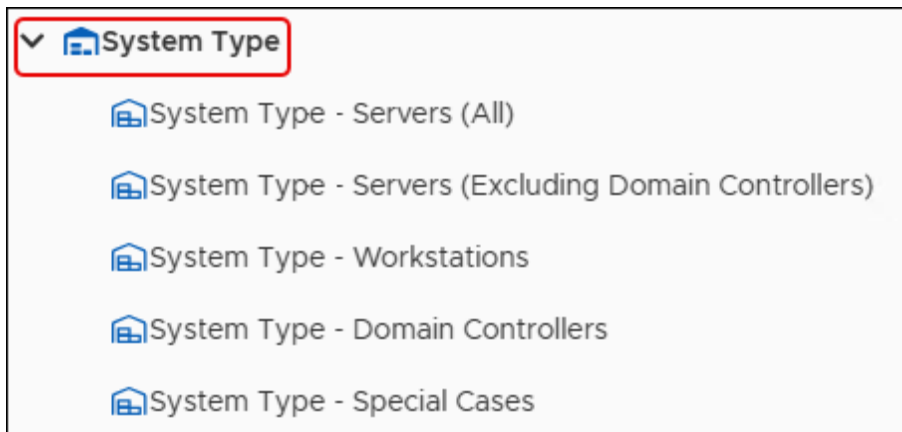 System Type
System Type - Servers (All)
System Type - Servers (Excluding Domain Controllers)
System Type - Workstations
System Type - Domain Controllers
System Type - Special Cases